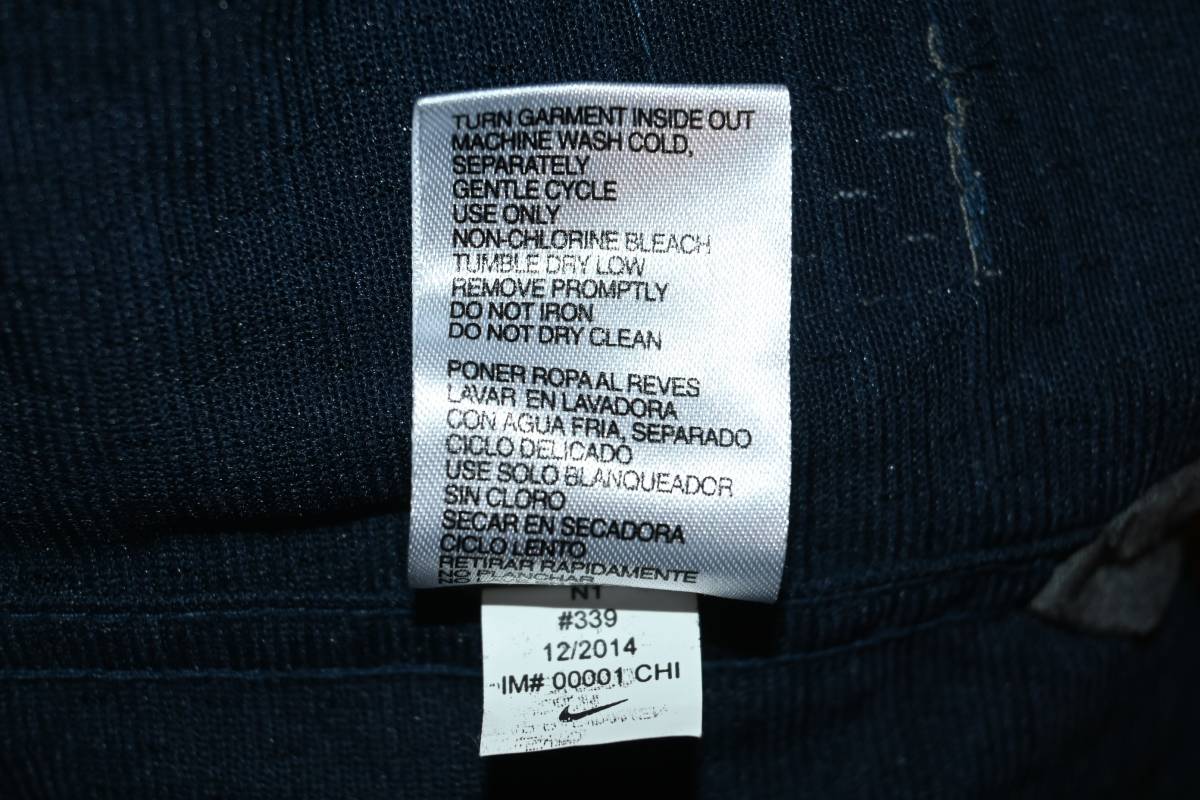 TURN GARMENT INSIDE OUT
MACHINE WASH COLD,
SEPARATELY
GENTLE CYCLE
USE ONLY
NON-CHLORINE BLEACH
TUMBLE DRY LOW
REMOVE PROMPTLY
DO NOT IRON
DO NOT DRY CLEAN
PONER ROPA AL REVES
LAVAR EN LAVADORA
CON AGUA FRIA, SEPARADO
CICLO DELICADO
USE SOLO BLANQUEADOR
SIN CLORO
SECAR EN SECADORA
CICLO LENTO
RETIRAR RAPIDAMENTE
NO PLANCHAR
N1
#339
12/2014
IM# 00001 CHI